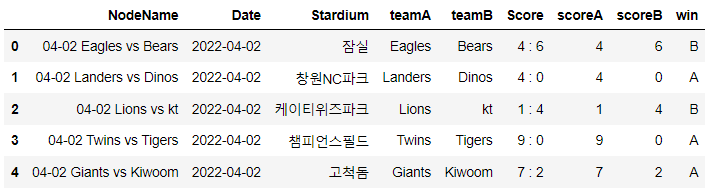 NodeName Date Stardium teamA teamB Score scoreA scoreB win
0 04-02 Eagles vs Bears 2022-04-02 잠실 Eagles Bears 4 : 6 4 6 B
1 04-02 Landers vs Dinos 2022-04-02 창원NC파크 Landers Dinos 4 : 0 4 0 A
2 04-02 Lions vs kt 2022-04-02 케이티위즈파크 Lions kt 1 : 4 1 4 B
3 04-02 Twins vs Tigers 2022-04-02 챔피언스필드 Twins Tigers 9 : 0 9 0 A
4 04-02 Giants vs Kiwoom 2022-04-02 고척돔 Giants Kiwoom 7 : 2 7 2 A